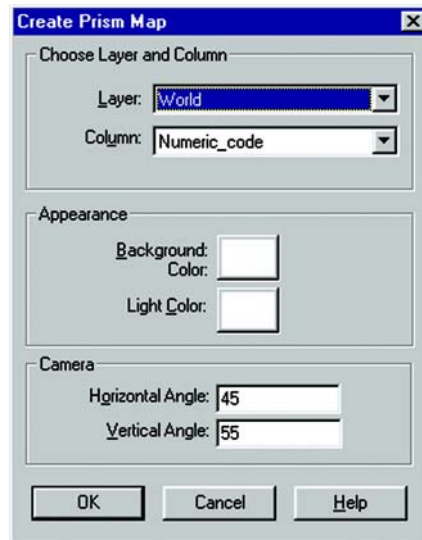 Create Prism Map
Choose Layer and Column
Layer: World
Column: Numeric_code
Appearance
Background
Color:
Light Color:
Camera
Horizontal Angle: 45
Vertical Angle: 55
OK Cancel Help